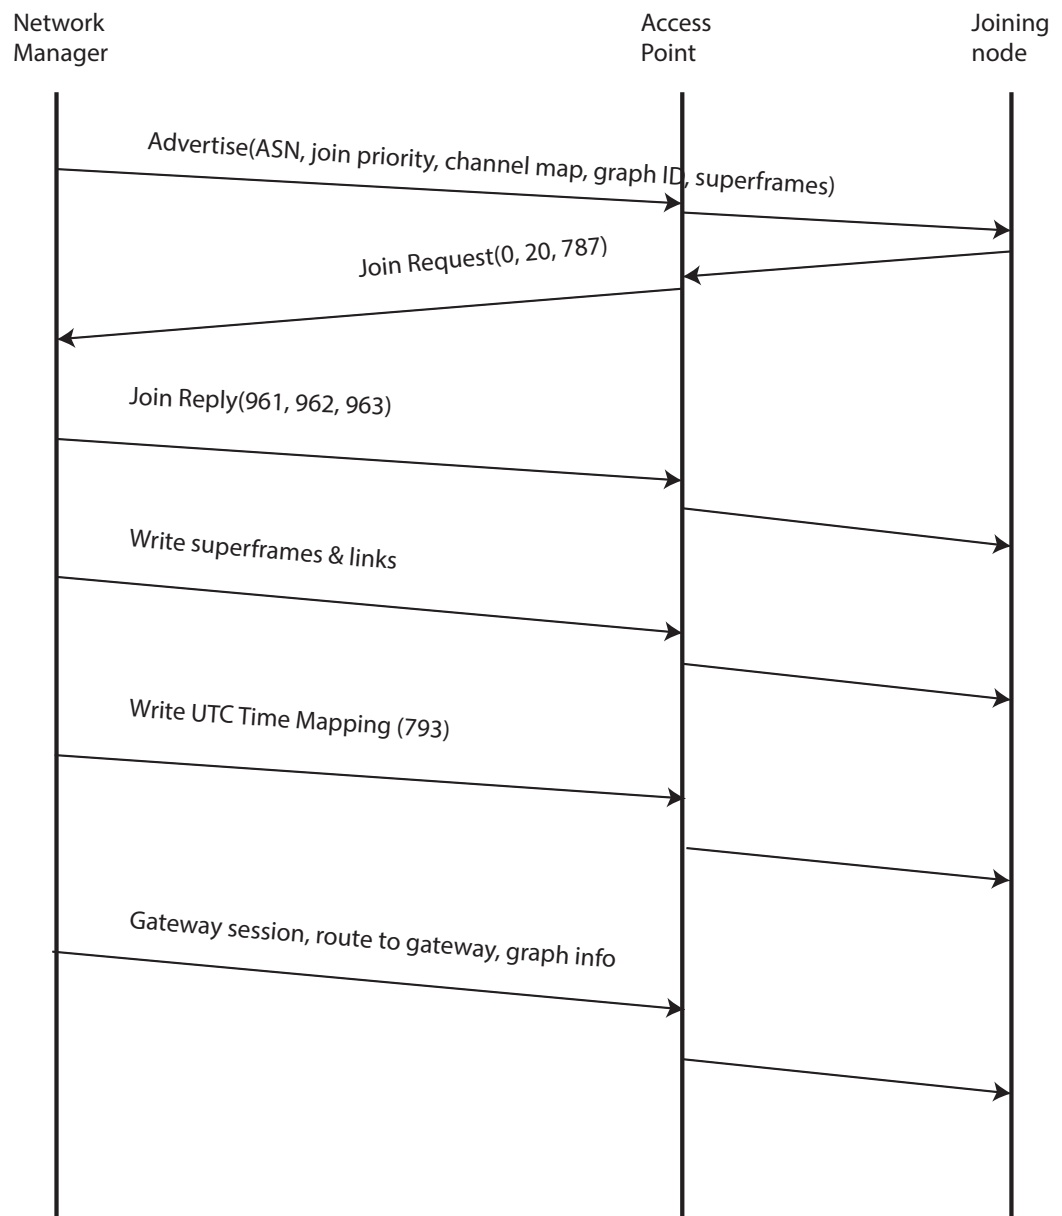 Network
Manager
Access
Point
Joining
node
Advertise(ASN, join priority, channel map, graph ID, superframes)
Join Request(0, 20, 787)
Join Reply(961, 962, 963)
Write superframes & links
Write UTC Time Mapping (793)
Gateway session, route to gateway, graph info